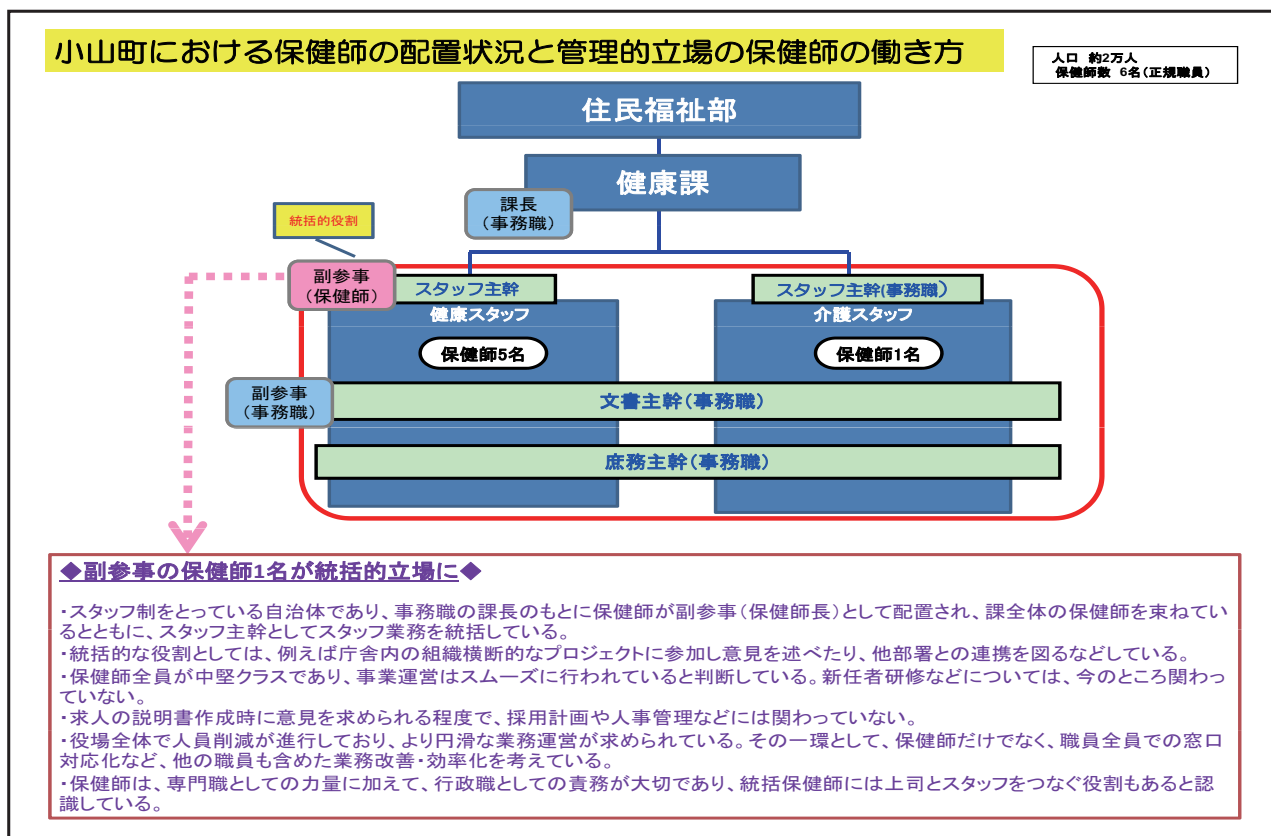 小山町における保健師の配置状況と管理的立場の保健師の働き方
人口 約2万人
保健師数 6名(正規職員)
住民福祉部
健康課
課長
(事務職)
統括的役割
副参事
(保健師)
スタッフ主幹
スタッフ主幹(事務職)
健康スタッフ
介護スタッフ
保健師5名
保健師1名
副参事
(事務職)
文書主幹(事務職)
庶務主幹(事務職)
◆副参事の保健師1名が統括的立場に◆
・スタッフ制をとっている自治体であり、事務職の課長のもとに保健師が副参事(保健師長)として配置され、課全体の保健師を束ねてい
るとともに、スタッフ主幹としてスタッフ業務を統括している。
・統括的な役割としては、例えば庁舎内の組織横断的なプロジェクトに参加し意見を述べたり、他部署との連携を図るなどしている。
・保健師全員が中堅クラスであり、事業運営はスムーズに行われていると判断している。新任者研修などについては、今のところ関わっ
ていない。
・求人の説明書作成時に意見を求められる程度で、採用計画や人事管理などには関わっていない。
・役場全体で人員削減が進行しており、より円滑な業務運営が求められている。その一環として、保健師だけでなく、職員全員での窓口
対応化など、他の職員も含めた業務改善・効率化を考えている。
・保健師は、専門職としての力量に加えて、行政職としての責務が大切であり、統括保健師には上司とスタッフをつなぐ役割もあると認
識している。